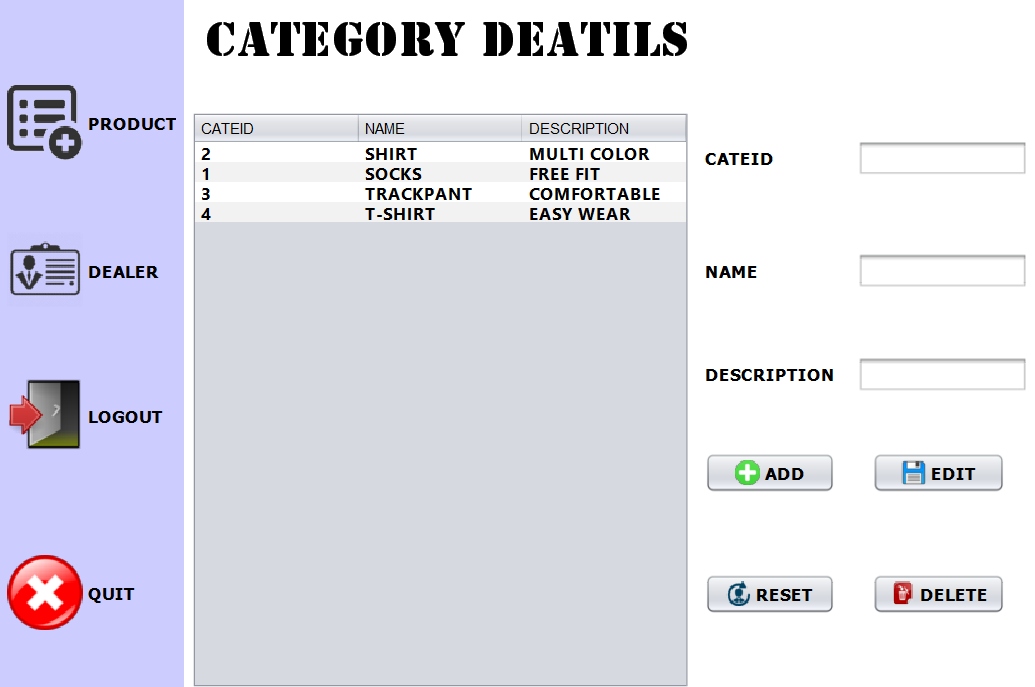 CATEGORY DEATILS
PRODUCT
DEALER
LOGOUT
QUIT
CATEID NAME DESCRIPTION
2 SHIRT MULTI COLOR
1 SOCKS FREE FIT
3 TRACKPANT COMFORTABLE
4 T-SHIRT EASY WEAR
CATEID
NAME
DESCRIPTION
ADD EDIT
RESET DELETE